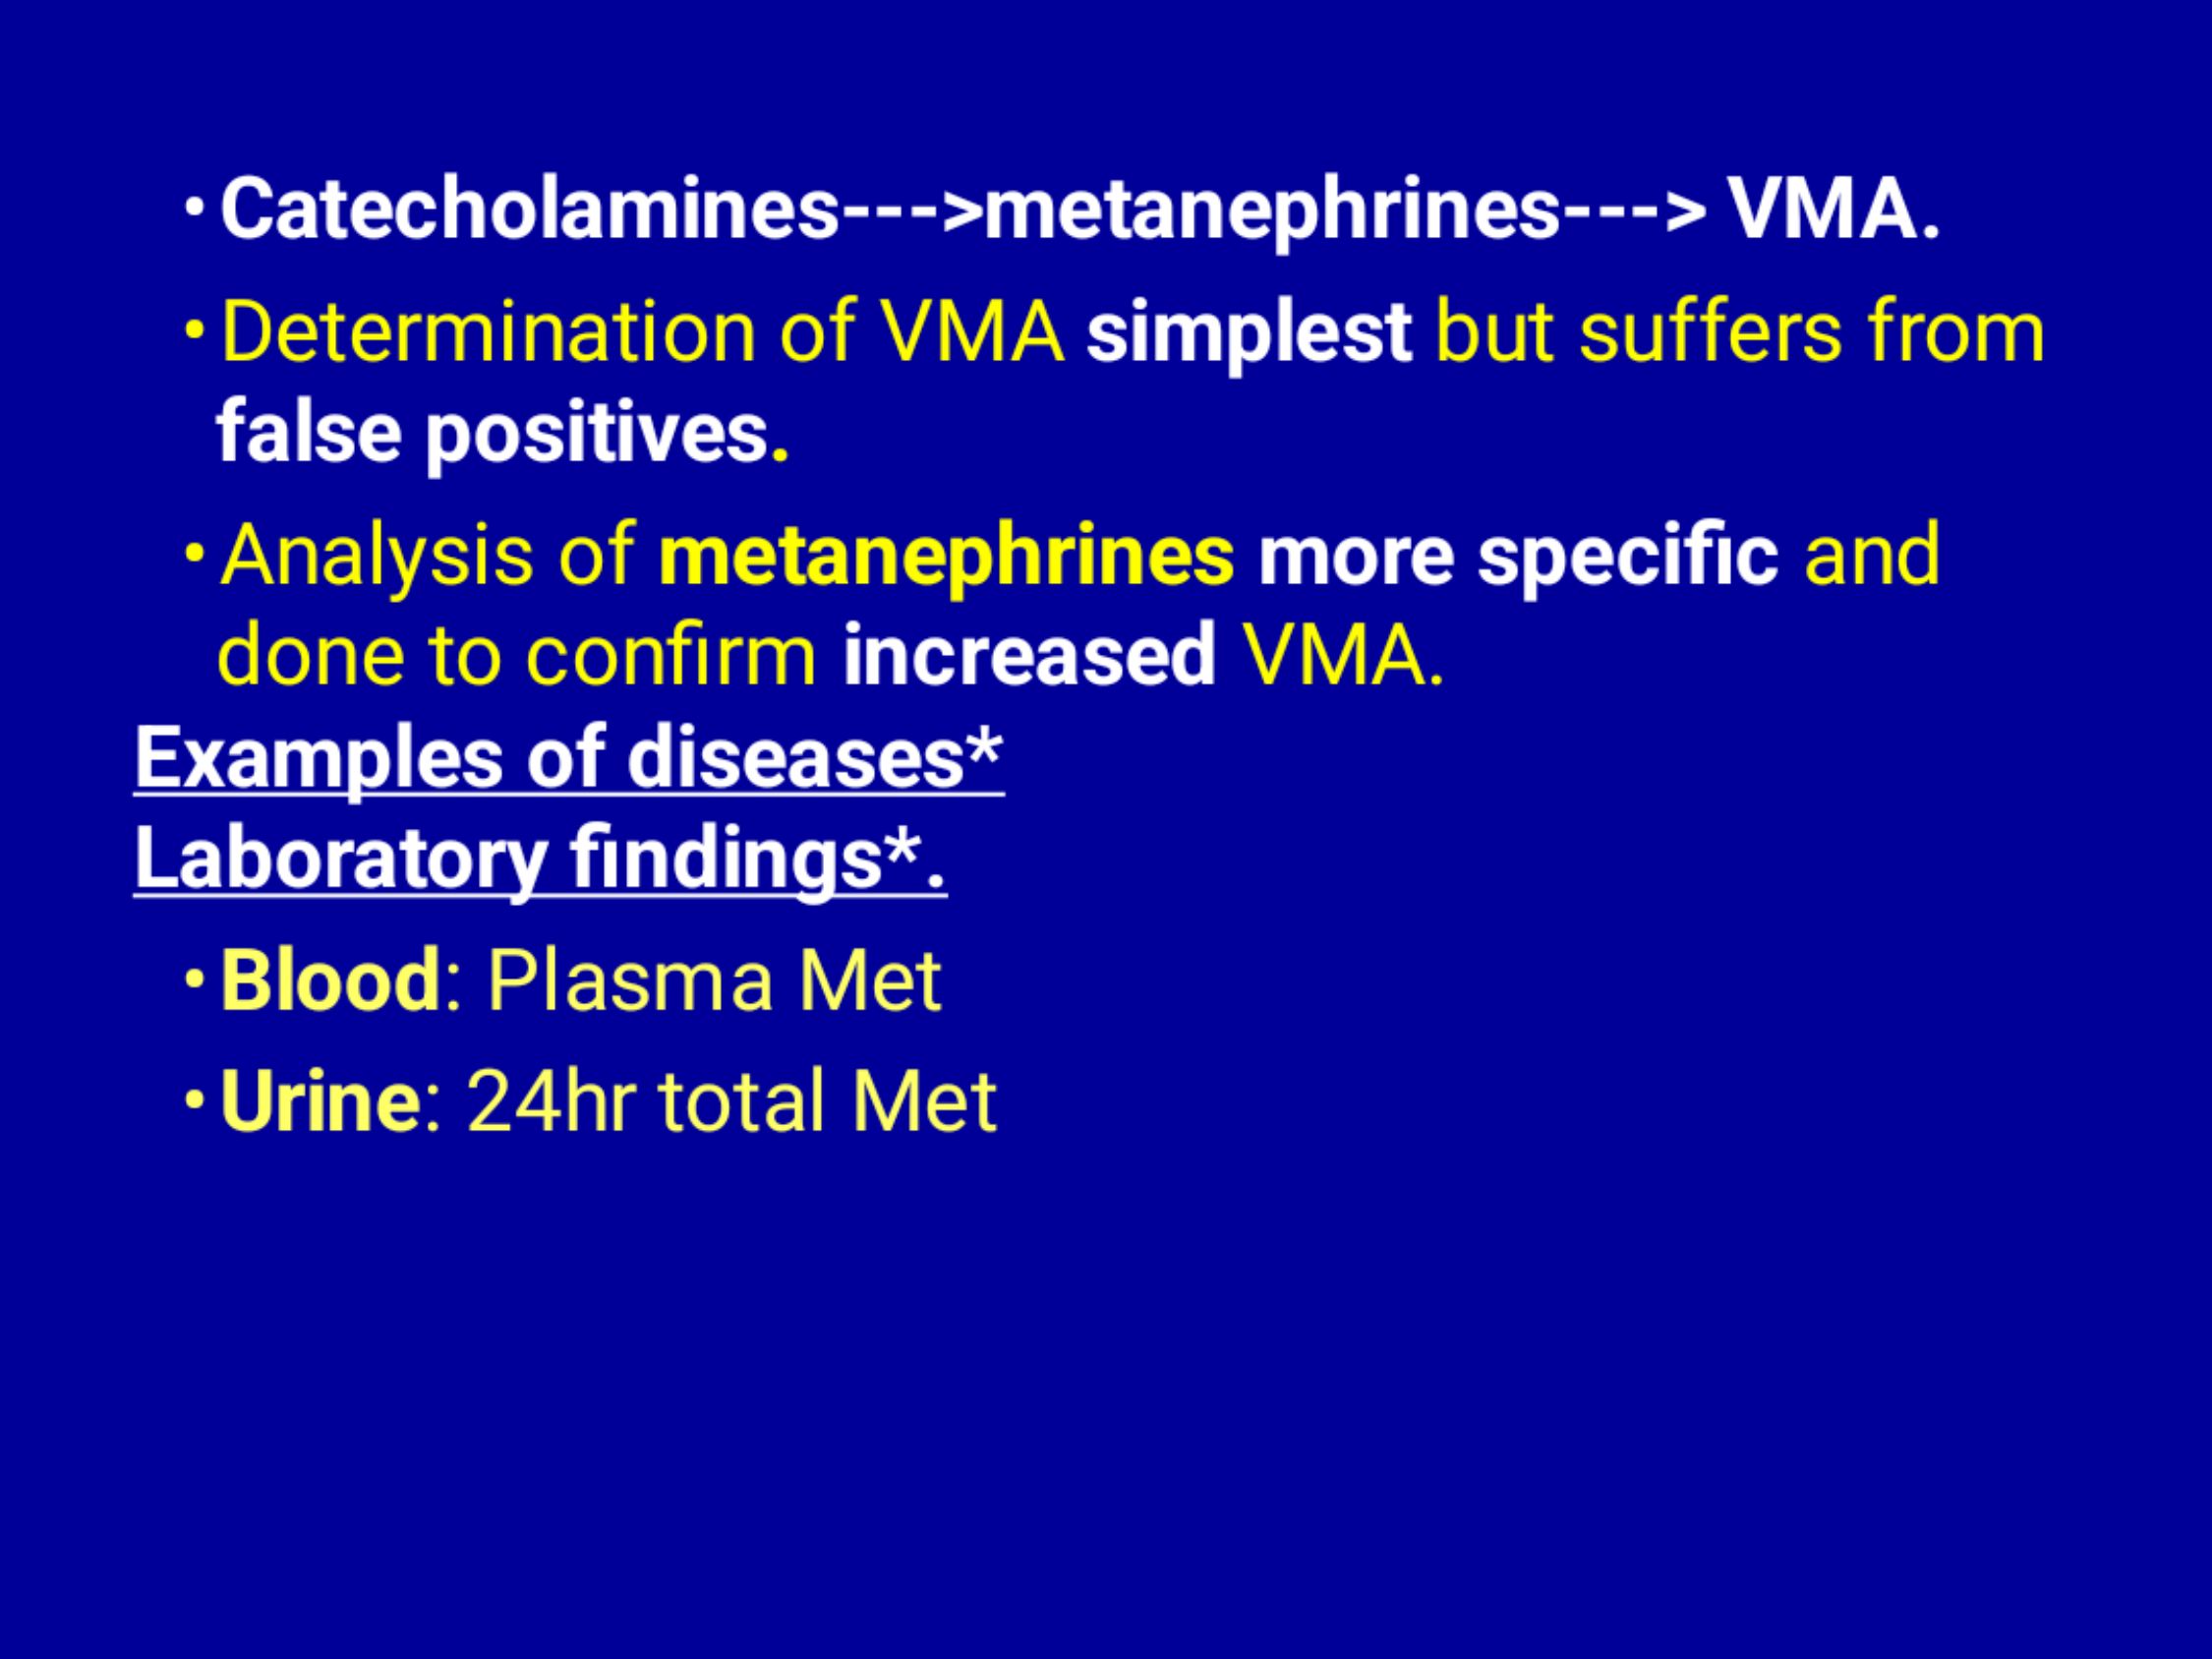 • Catecholamines--->metanephrines---> VMA.
• Determination of VMA simplest but suffers from
false positives.
• Analysis of metanephrines more specific and
done to confirm increased VMA.
Examples of diseases*
Laboratory findings*.
• Blood: Plasma Met
• Urine: 24hr total Met